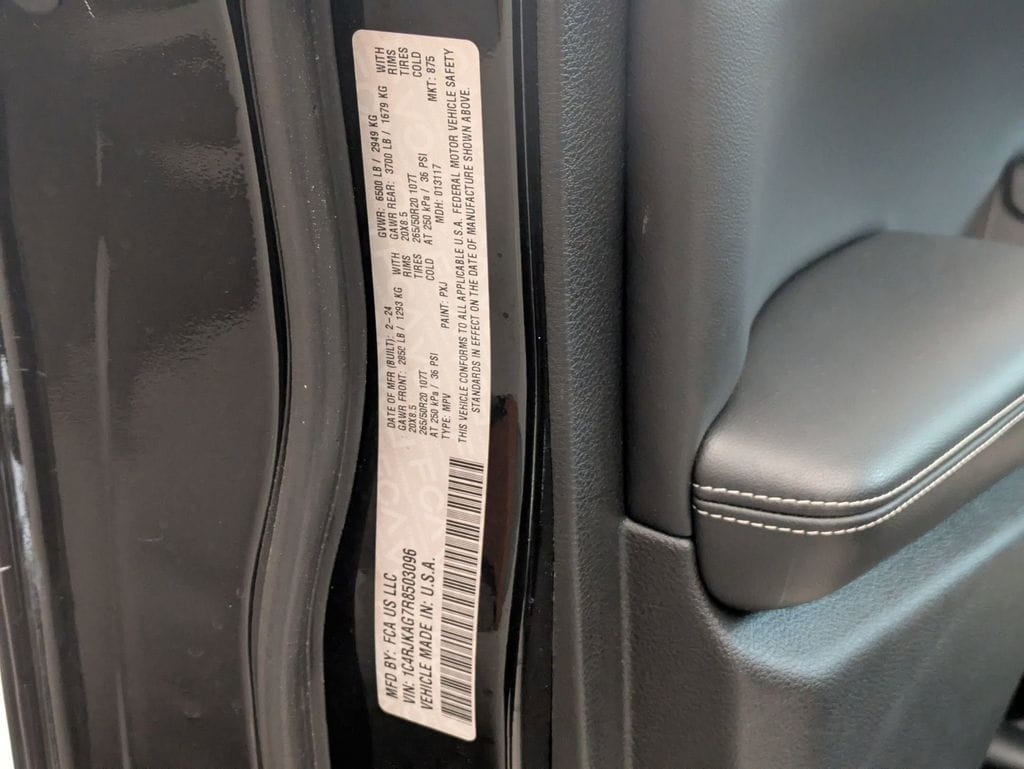 MFD BY: FCA US LLC
VIN: 1C4RJKAG7R8503096
VEHICLE MADE IN: U.S.A.
DATE OF MFR (BUILT): 2-24
GAWR FRONT: 2850 LB / 1293 KG WITH
20X8.5 RIMS
265/50R20 107T TIRES
AT 250 kPa / 36 PSI COLD
TYPE: MPV PAINT: PXJ
GVWR: 6500 LB / 2949 KG
GAWR REAR: 3700 LB / 1679 KG WITH
20X8.5 RIMS
265/50R20 107T TIRES
AT 250 kPa / 36 PSI COLD
MDH: 013117 MKT: 875
THIS VEHICLE CONFORMS TO ALL APPLICABLE U.S.A. FEDERAL MOTOR VEHICLE SAFETY
STANDARDS IN EFFECT ON THE DATE OF MANUFACTURE SHOWN ABOVE.